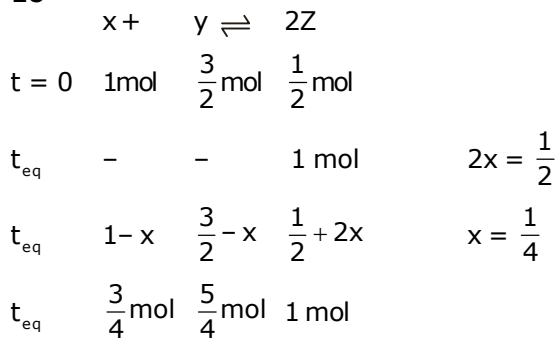 x + y ⇌ 2Z
t = 0 1mol 3/2 mol 1/2 mol
t_eq – – 1 mol 2x = 1/2
t_eq 1– x 3/2 – x 1/2 + 2x x = 1/4
t_eq 3/4 mol 5/4 mol 1 mol